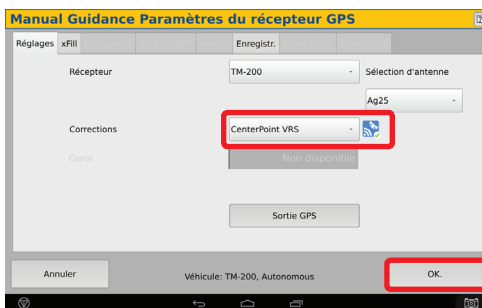 Manual Guidance Paramètres du récepteur GPS
Réglages xFill Enregistr.
Récepteur TM-200 Sélection d'antenne
Ag25
Corrections CenterPoint VRS
Canal Non disponible
Sortie GPS
Annuler Véhicule: TM-200, Autonomous OK.